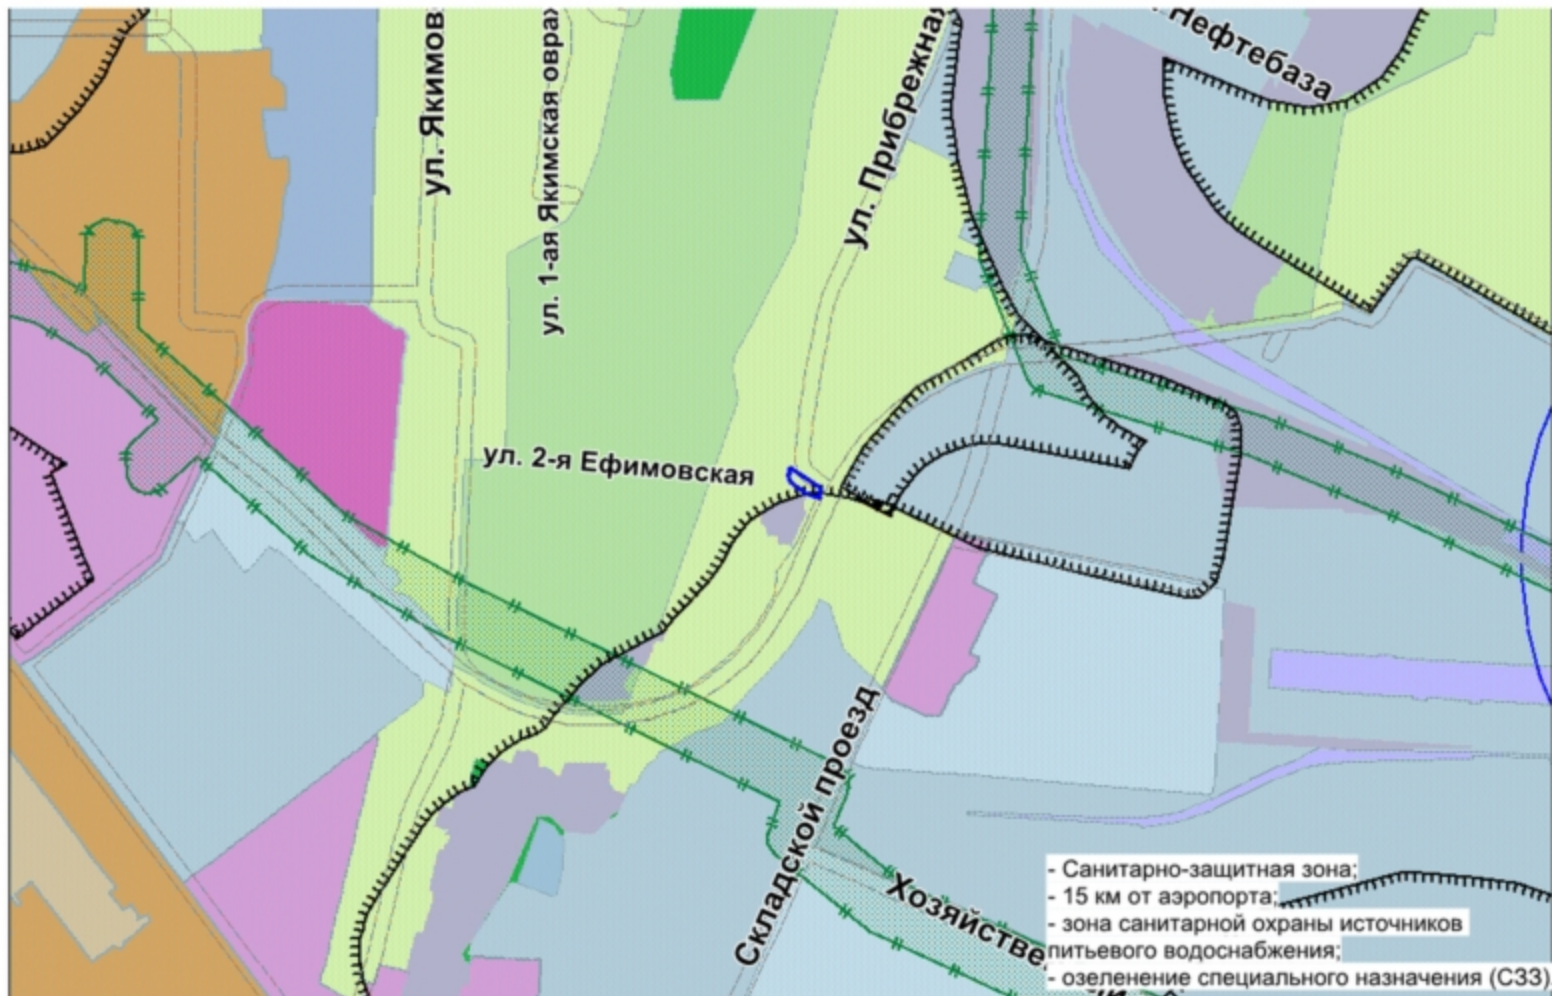 ул. Якимов
ул. 1-ая Якимская-овраж
ул. Прибрежная
Нефтебаза
ул. 2-я Ефимовская
Складской проезд
Хозяйстве
- Санитарно-защитная зона;
- 15 км от аэропорта;
- зона санитарной охраны источников
питьевого водоснабжения;
- озеленение специального назначения (СЗЗ)